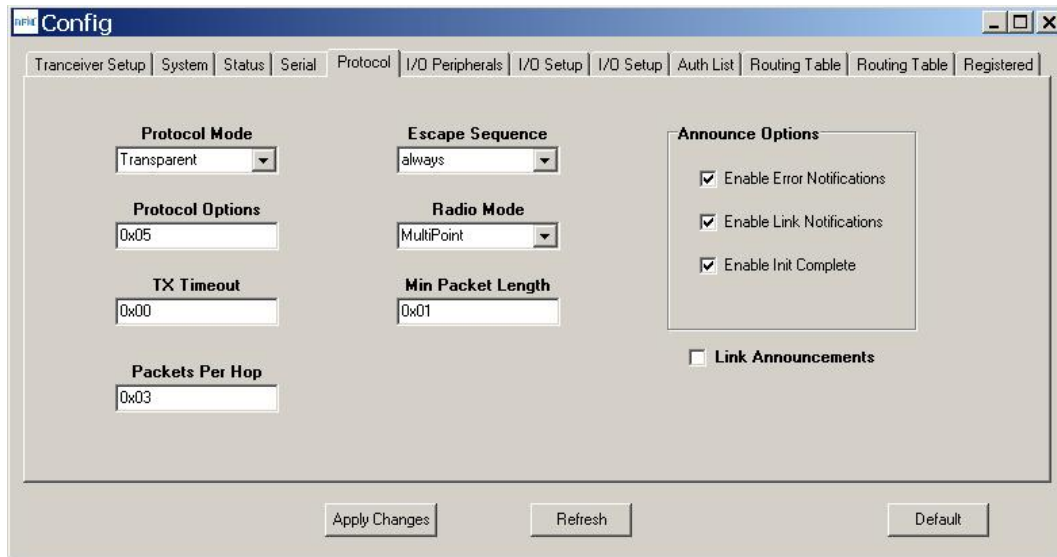 RFM Config
Tranceiver Setup System Status Serial Protocol I/O Peripherals I/O Setup I/O Setup Auth List Routing Table Routing Table Registered
Protocol Mode Escape Sequence Announce Options
Transparent always
Enable Error Notifications
Protocol Options Radio Mode
0x05 MultiPoint Enable Link Notifications
Enable Init Complete
TX Timeout Min Packet Length
0x00 0x01
Link Announcements
Packets Per Hop
0x03
Apply Changes Refresh Default